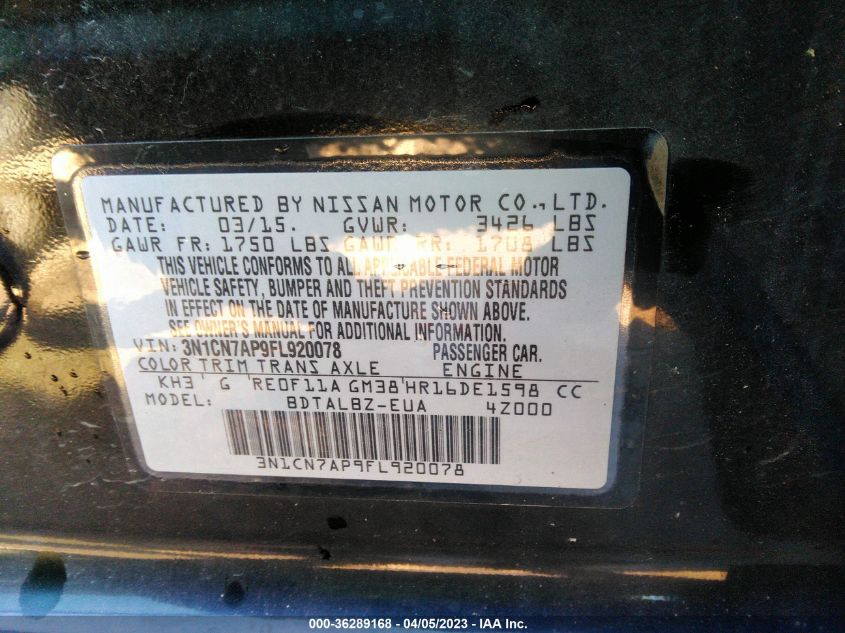 MANUFACTURED BY NISSAN MOTOR CO., LTD.
DATE: 03/15. GVWR: 3426 LBS
GAWR FR: 1750 LBS GAWR RR: 1708 LBS
THIS VEHICLE CONFORMS TO ALL APPLICABLE FEDERAL MOTOR
VEHICLE SAFETY, BUMPER AND THEFT PREVENTION STANDARDS
IN EFFECT ON THE DATE OF MANUFACTURE SHOWN ABOVE.
SEE OWNER'S MANUAL FOR ADDITIONAL INFORMATION.
VIN: 3N1CN7AP9FL920078 PASSENGER CAR.
COLOR TRIM TRANS AXLE ENGINE
KH3 G RE0F11A GM38 HR16DE1598 CC
MODEL: BDTALBZ-EUA 4Z000
3N1CN7AP9FL920078
000-36289168 - 04/05/2023 - IAA Inc.